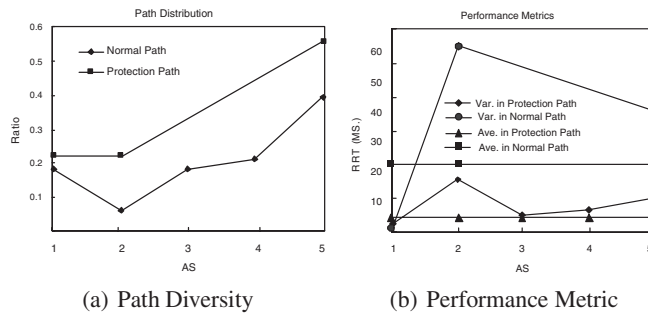 Path Distribution
0.6
0.5
0.4
0.3
0.2
0.1
Ratio
Normal Path
Protection Path
1 2 3 4 5
AS
(a) Path Diversity
Performance Metrics
60
50
40
30
20
10
RRT (MS.)
Var. in Protection Path
Var. in Normal Path
Ave. in Protection Path
Ave. in Normal Path
1 2 3 4 5
AS
(b) Performance Metric